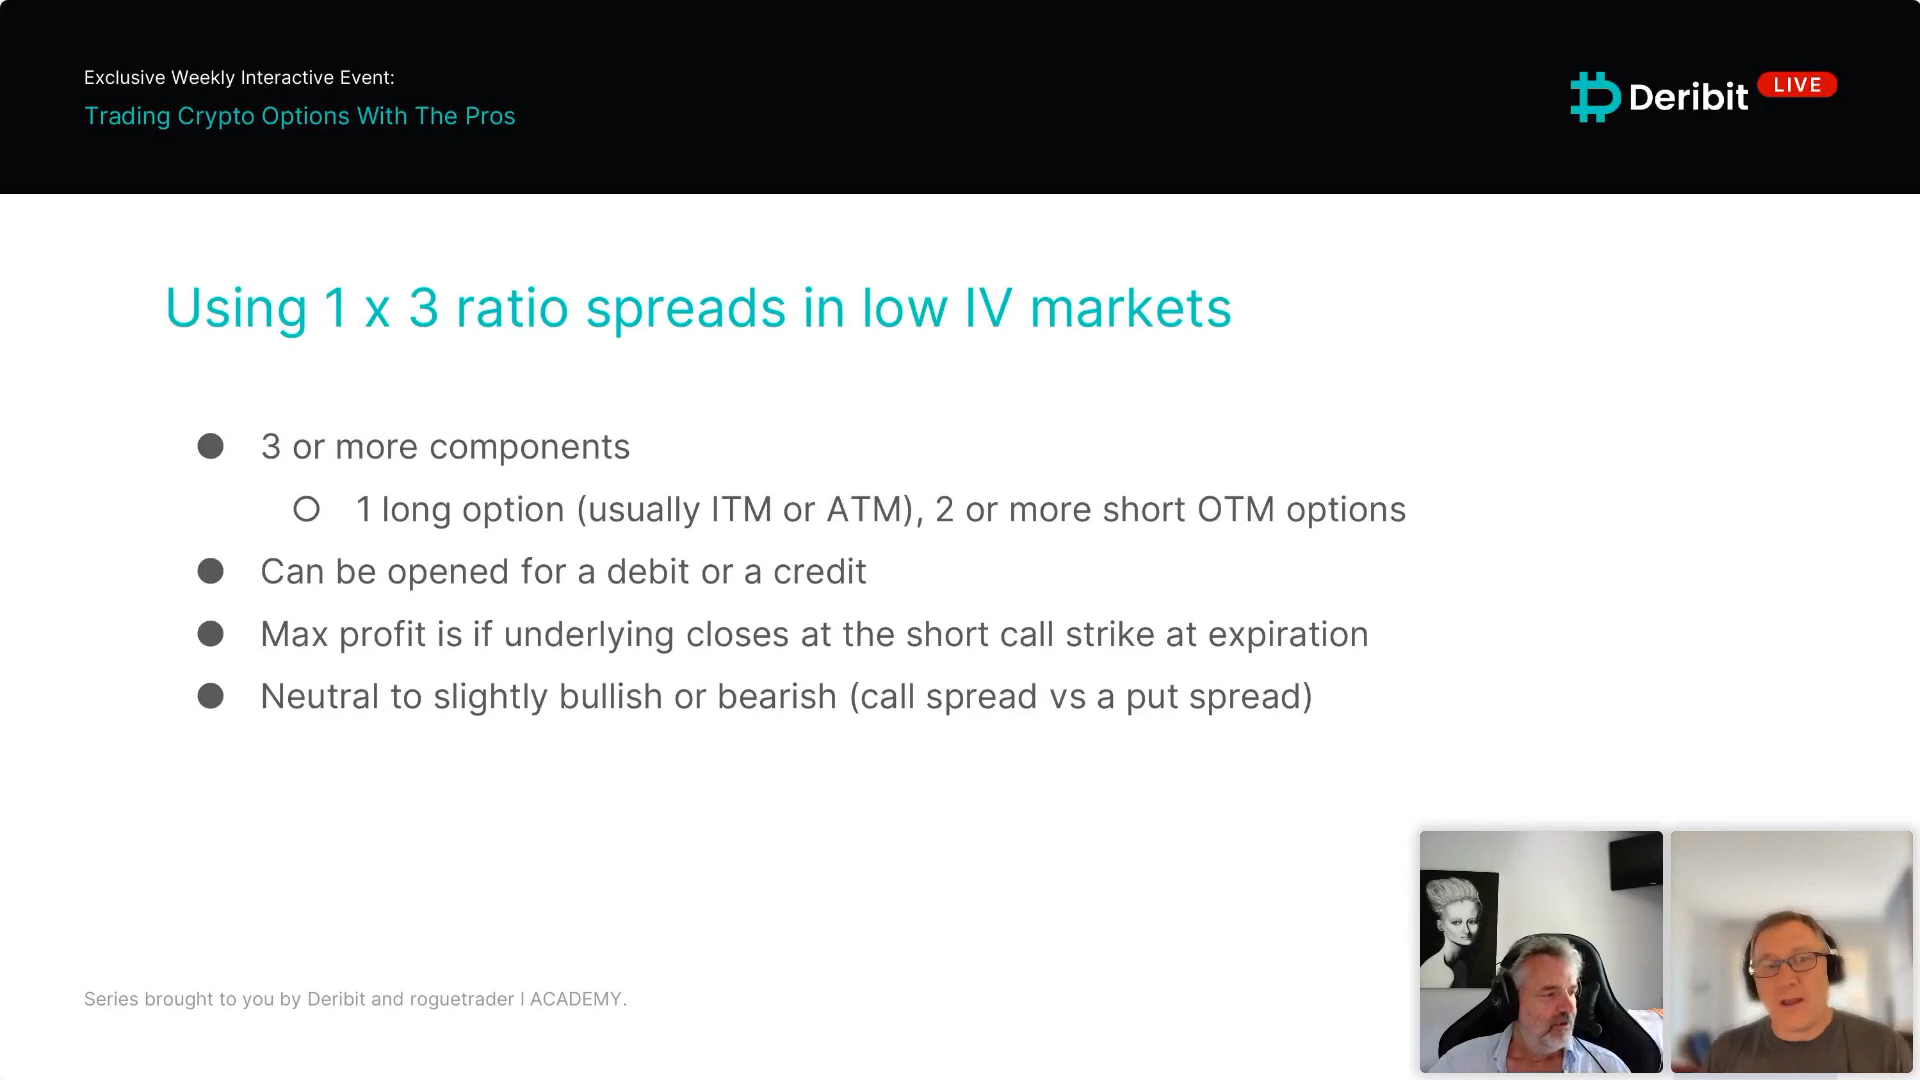 Exclusive Weekly Interactive Event:
Trading Crypto Options With The Pros
Deribit LIVE
Using 1 x 3 ratio spreads in low IV markets
3 or more components
1 long option (usually ITM or ATM), 2 or more short OTM options
Can be opened for a debit or a credit
Max profit is if underlying closes at the short call strike at expiration
Neutral to slightly bullish or bearish (call spread vs a put spread)
Series brought to you by Deribit and roguetrader | ACADEMY.